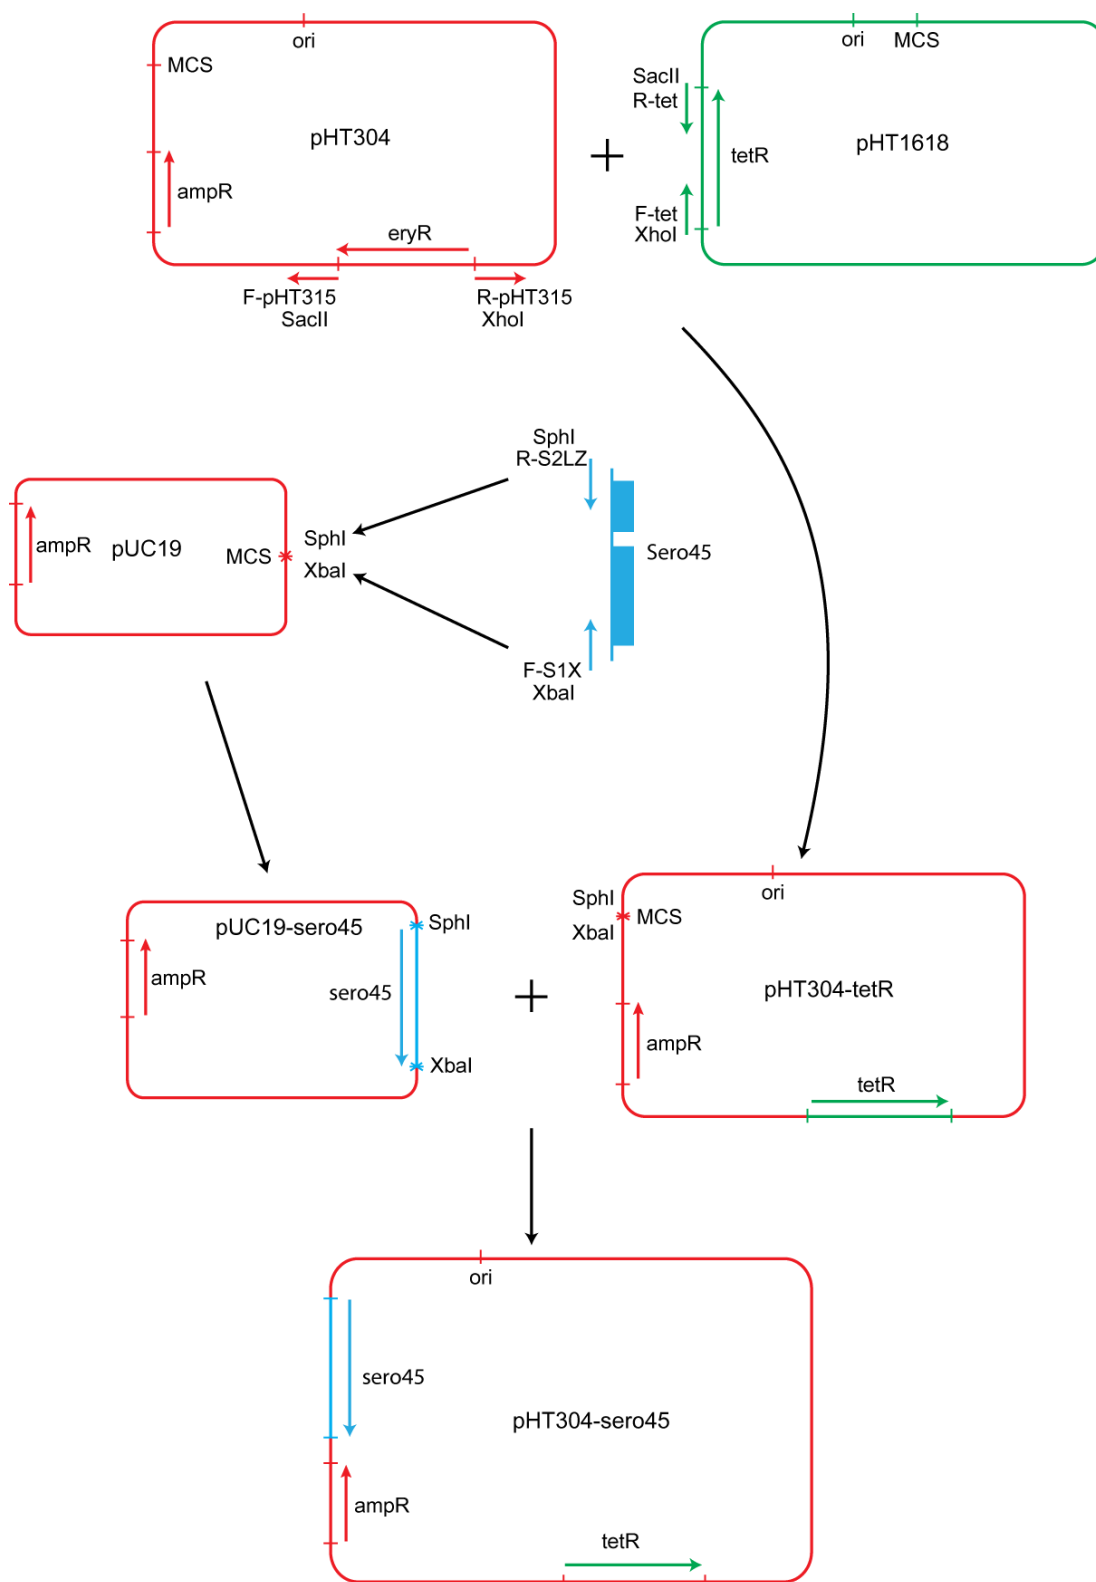 ori
MCS
pHT304
ampR
eryR
F-pHT315
SacII
R-pHT315
XhoI
ori
MCS
SacII
R-tet
pHT1618
tetR
F-tet
XhoI
SphI
R-S2LZ
Sero45
F-S1X
XbaI
ampR
pUC19
MCS
SphI
XbaI
pUC19-sero45
SphI
ampR
sero45
XbaI
ori
SphI
MCS
XbaI
pHT304-tetR
ampR
tetR
ori
sero45
pHT304-sero45
ampR
tetR